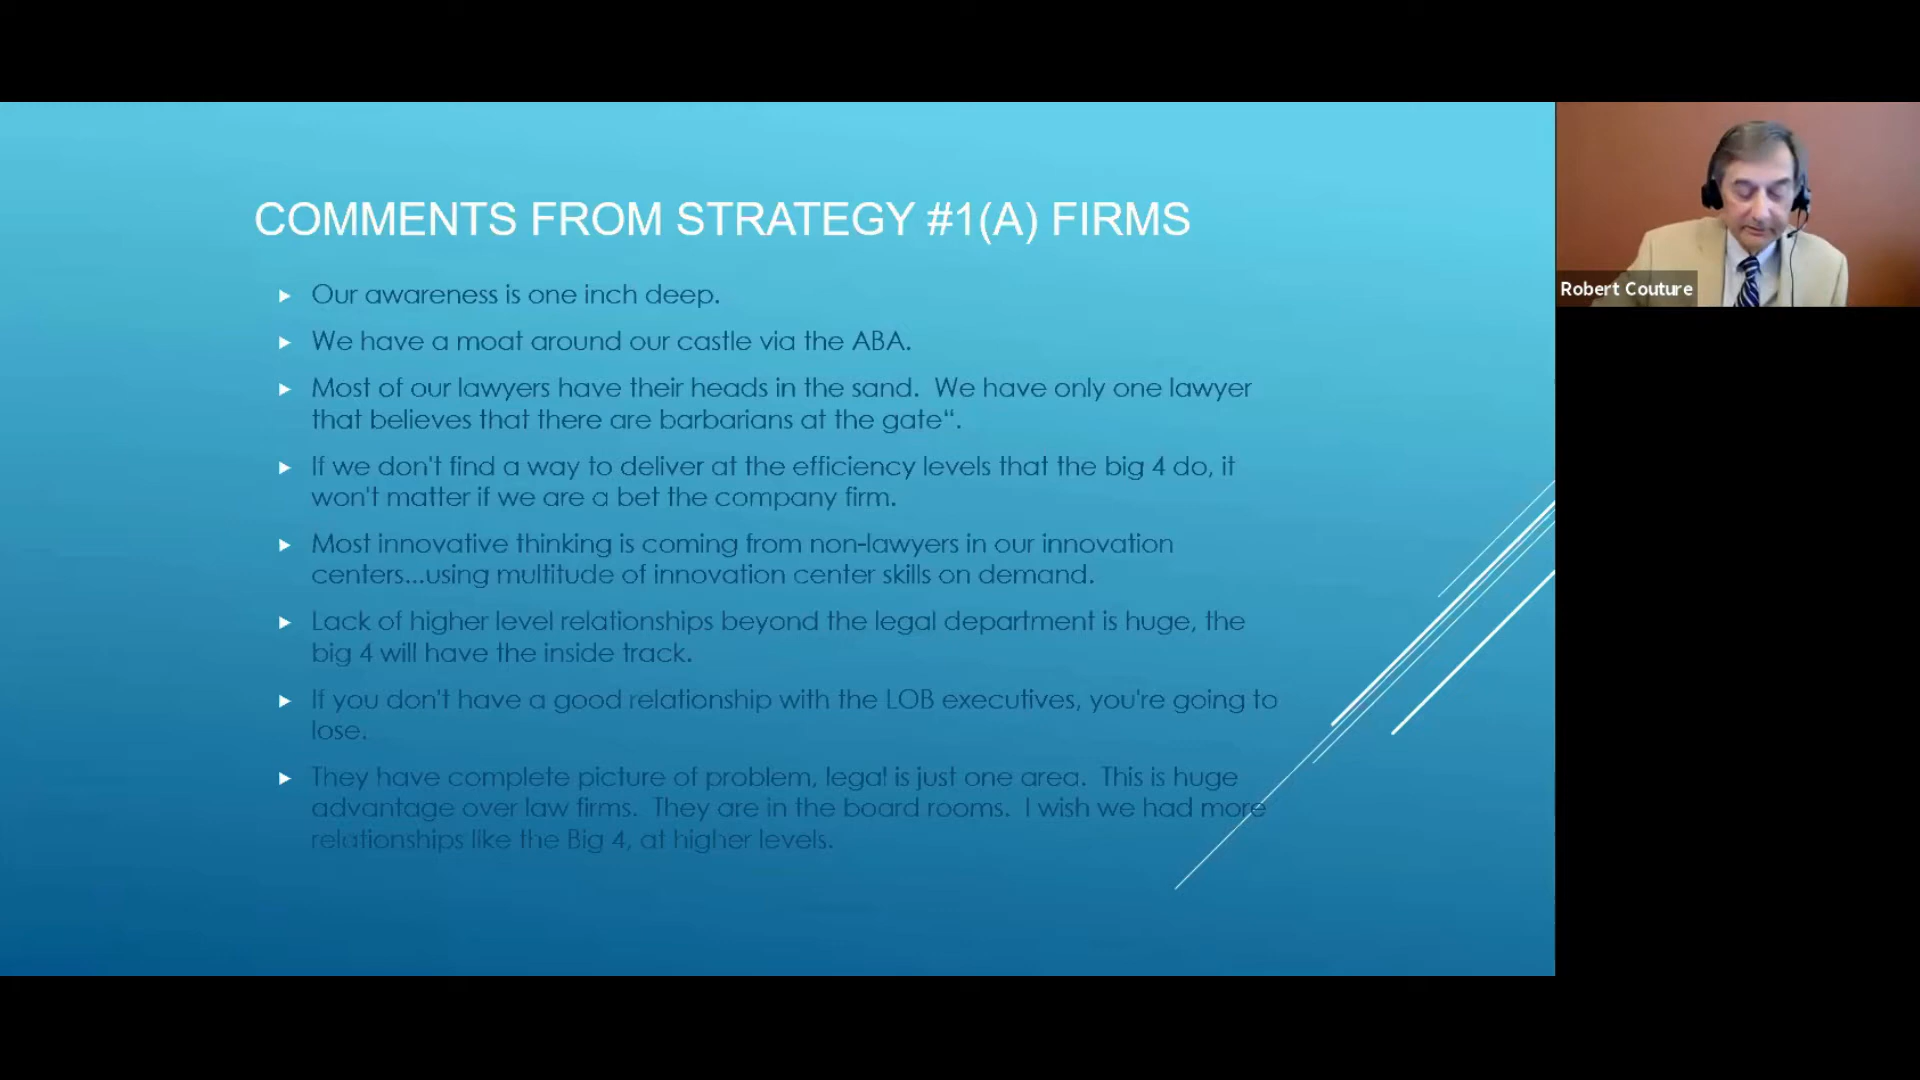 COMMENTS FROM STRATEGY #1(A) FIRMS
Our awareness is one inch deep.
We have a moat around our castle via the ABA.
Most of our lawyers have their heads in the sand.  We have only one lawyer
that believes that there are barbarians at the gate“.
If we don't find a way to deliver at the efficiency levels that the big 4 do, it
won't matter if we are a bet the company firm.
Most innovative thinking is coming from non-lawyers in our innovation
centers...using multitude of innovation center skills on demand.
Lack of higher level relationships beyond the legal department is huge, the
big 4 will have the inside track.
If you don't have a good relationship with the LOB executives, you're going to
lose.
They have complete picture of problem, legal is just one area.  This is huge
advantage over law firms.  They are in the board rooms.  I wish we had more
relationships like the Big 4, at higher levels.
Robert Couture